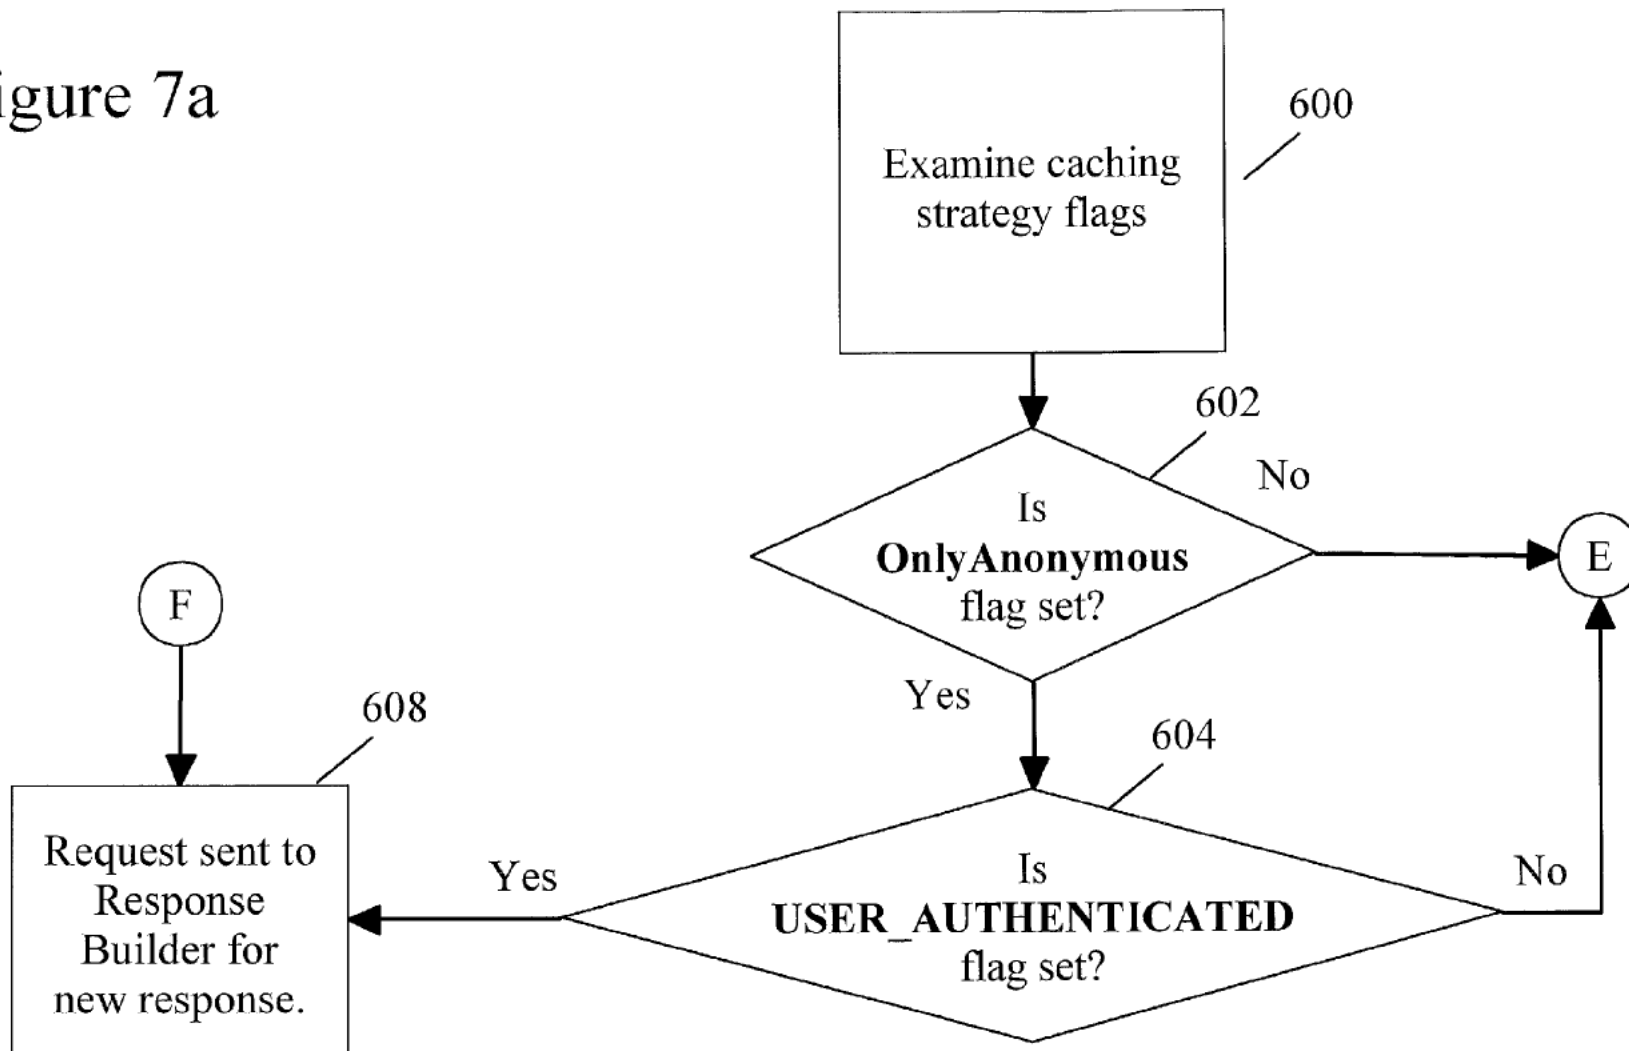 igure 7a
600
Examine caching
strategy flags
602
No
Is
OnlyAnonymous
flag set?
E
F
Yes
608
604
Request sent to
Response
Builder for
new response.
Yes
Is
USER_AUTHENTICATED
flag set?
No